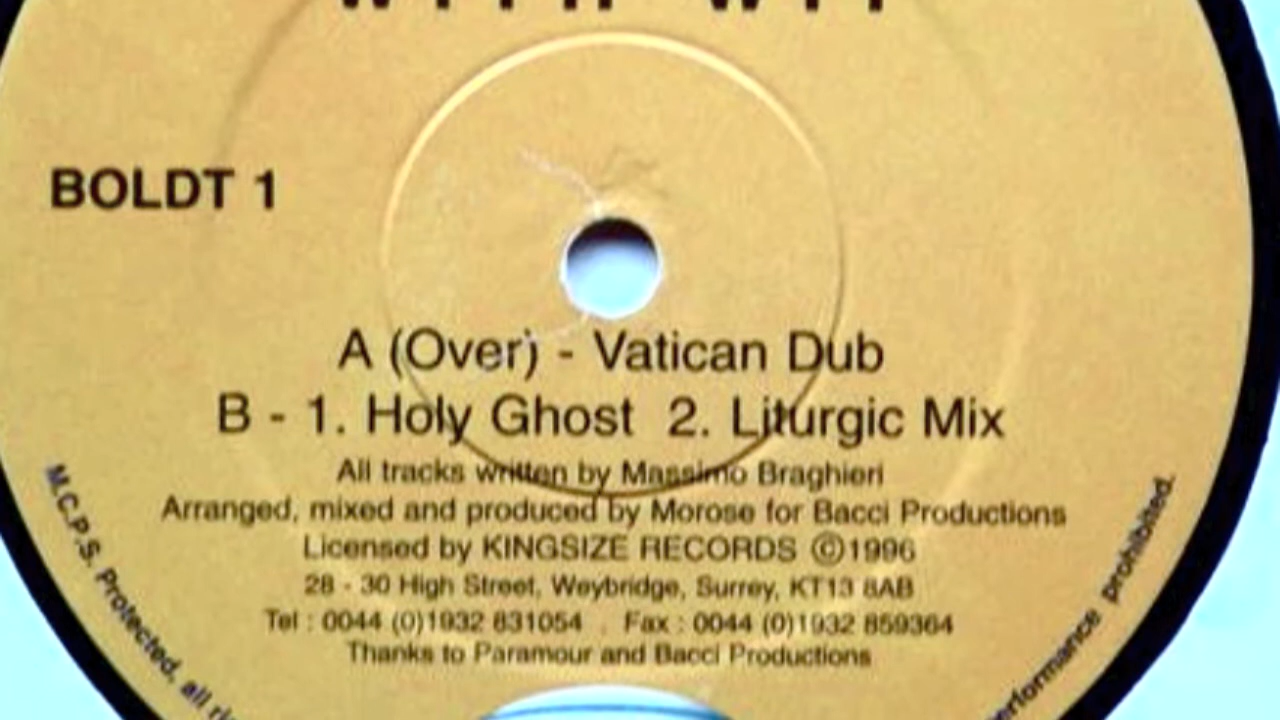 BOLDT 1
A (Over) - Vatican Dub
B - 1. Holy Ghost 2. Liturgic Mix
All tracks written by Massimo Braghieri
Arranged, mixed and produced by Morose for Bacci Productions
Licensed by KINGSIZE RECORDS ©1996
28 - 30 High Street, Weybridge, Surrey, KT13 8AB
Tel : 0044 (0)1932 831054 . Fax : 0044 (0)1932 859364
Thanks to Paramour and Bacci Productions
M.C.P.S. Protected, all
prohibited.